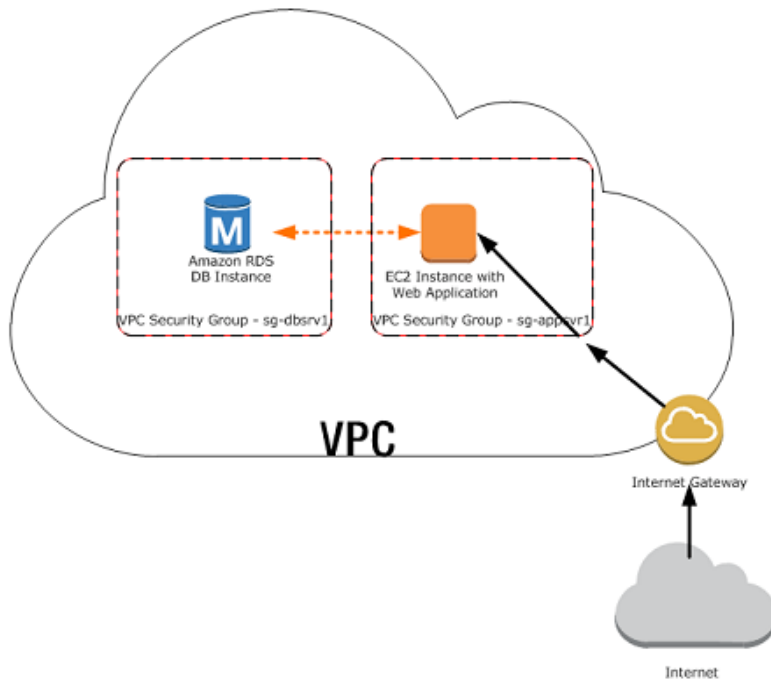 M
Amazon RDS
DB Instance
EC2 Instance with
Web Application
VPC Security Group - sg-dbsrv1
VPC Security Group - sg-appsvr1
VPC
Internet Gateway
Internet